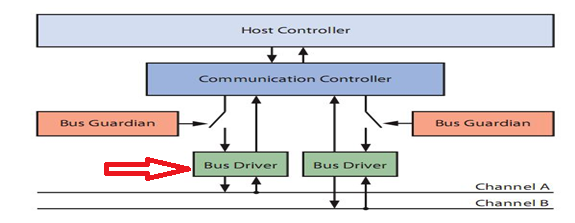 Host Controller
Communication Controller
Bus Guardian
Bus Guardian
Bus Driver
Bus Driver
Channel A
Channel B